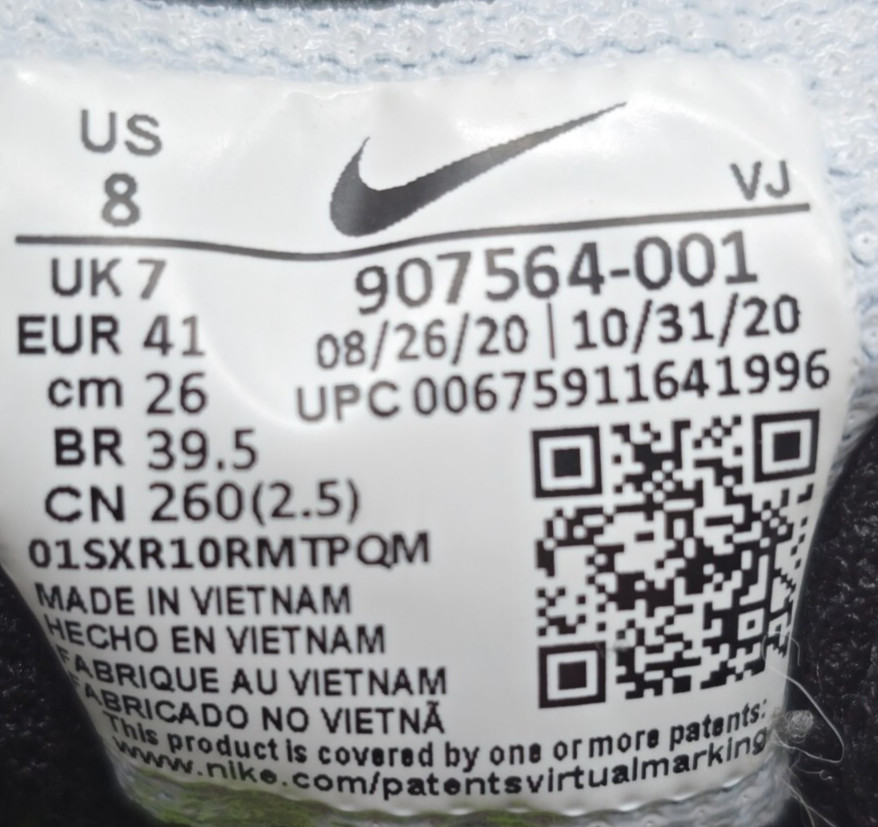 US
8
VJ
UK 7
907564-001
EUR 41
08/26/20 | 10/31/20
cm 26
UPC 00675911641996
BR 39.5
CN 260(2.5)
01SXR10RMTPQM
MADE IN VIETNAM
HECHO EN VIETNAM
FABRIQUE AU VIETNAM
FABRICADO NO VIETNÃ
This product is covered by one or more patents:
www.nike.com/patentsvirtualmarking